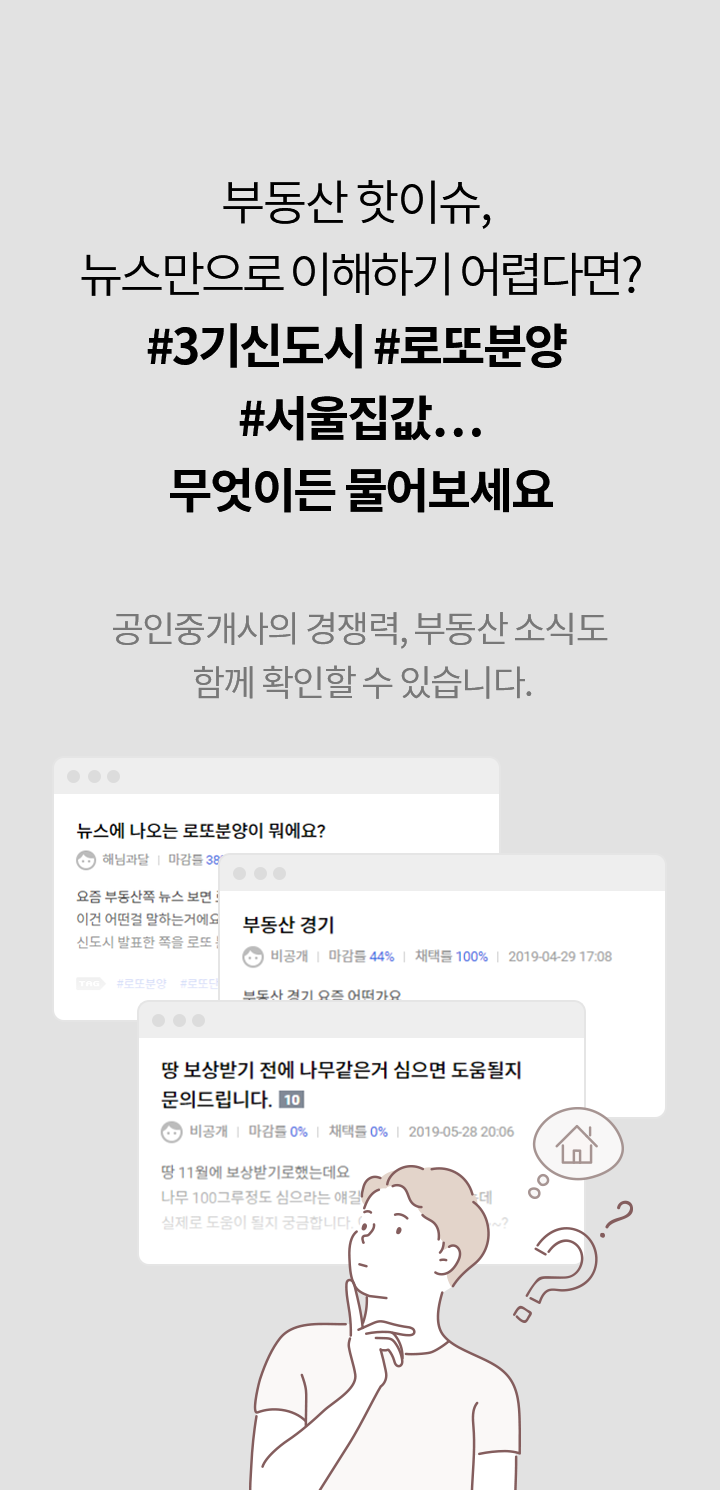 부동산 핫이슈,
뉴스만으로 이해하기 어렵다면?
#3기신도시 #로또분양
#서울집값...
무엇이든 물어보세요
공인중개사의 경쟁력, 부동산 소식도
함께 확인할 수 있습니다.
뉴스에 나오는 로또분양이 뭐에요?
해님과달 | 마감률 38
요즘 부동산쪽 뉴스 보면
이건 어떤걸 말하는거에요
신도시 발표한 쪽을 로또
#로또분양 #로또단
부동산 경기
비공개 | 마감률 44% | 채택률 100% | 2019-04-29 17:08
부동산 경기 요즘 어떤가요
땅 보상받기 전에 나무같은거 심으면 도움될지
문의드립니다. 10
비공개 | 마감률 0% | 채택률 0% | 2019-05-28 20:06
땅 11월에 보상받기로했는데요
나무 100그루정도 심으라는 얘길 데
실제로 도움이 될지 궁금합니다. ~?